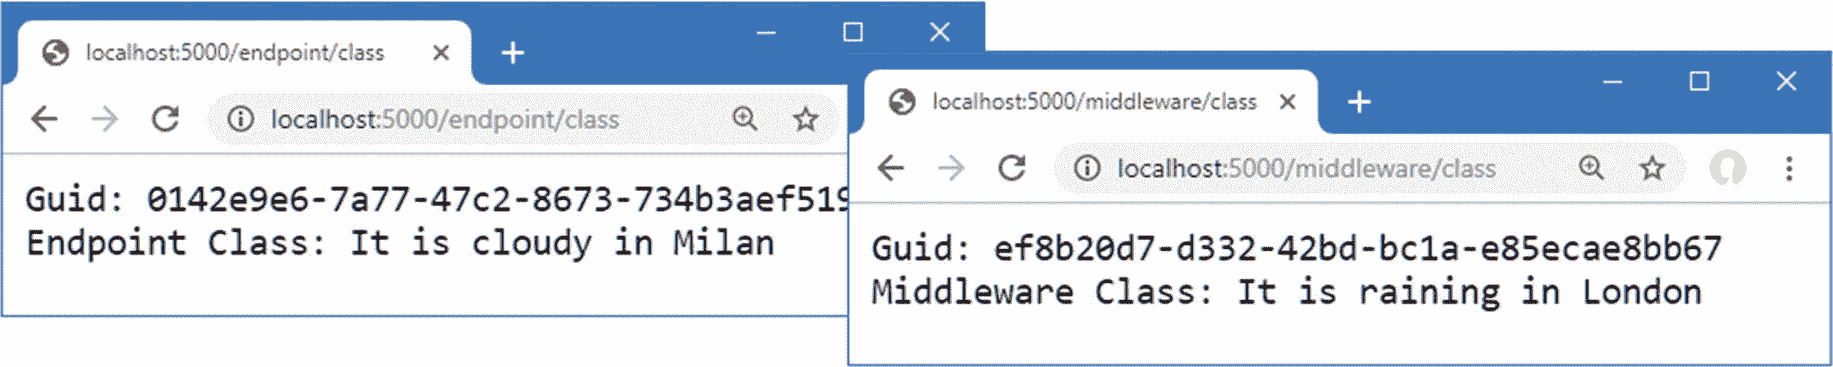 localhost:5000/endpoint/class
localhost:5000/endpoint/class
Guid: 0142e9e6-7a77-47c2-8673-734b3aef519
Endpoint Class: It is cloudy in Milan
localhost:5000/middleware/class
localhost:5000/middleware/class
Guid: ef8b20d7-d332-42bd-bc1a-e85ecae8bb67
Middleware Class: It is raining in London